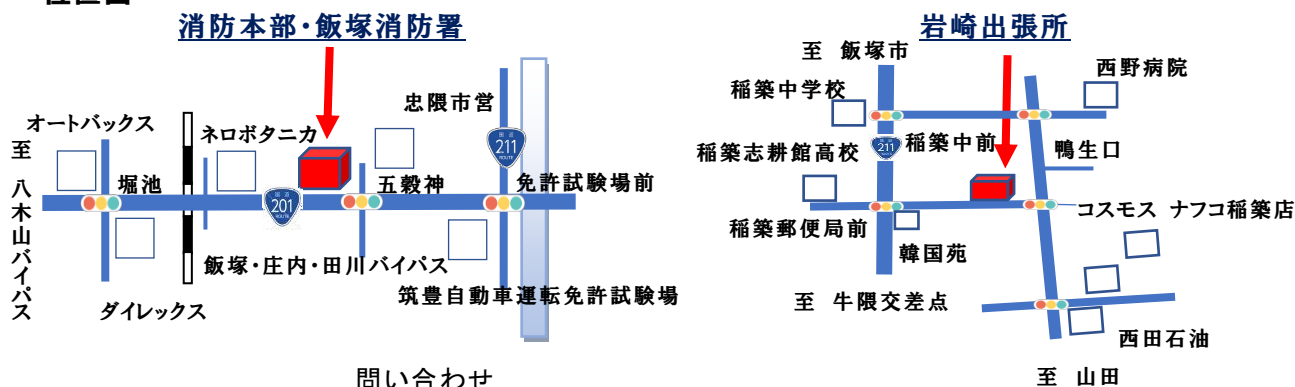 消防本部・飯塚消防署
忠隈市営
オートバックス
ネロボタニカ
国道
211
ROUTE
至 八木山バイパス
堀池
国道
201
ROUTE
五穀神
免許試験場前
飯塚・庄内・田川バイパス
筑豊自動車運転免許試験場
ダイレックス
岩崎出張所
至 飯塚市
西野病院
稲築中学校
211
稲築中前
稲築志耕館高校
鴨生口
コスモス ナフコ稲築店
稲築郵便局前
韓国苑
至 牛隈交差点
西田石油
至 山田
問い合わせ